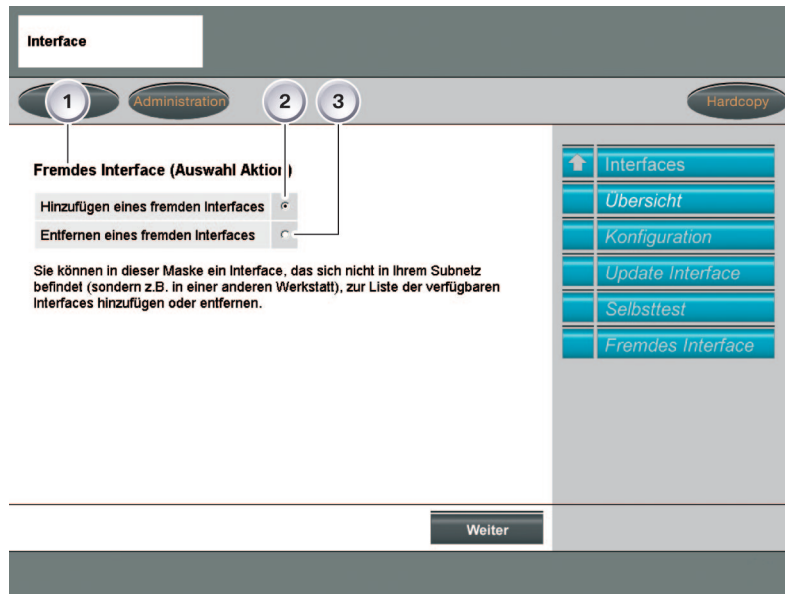 Interface
1
Administration
2
3
Hardcopy
Fremdes Interface (Auswahl Aktion)
Hinzufügen eines fremden Interfaces
Entfernen eines fremden Interfaces
Sie können in dieser Maske ein Interface, das sich nicht in Ihrem Subnetz
befindet (sondern z.B. in einer anderen Werkstatt), zur Liste der verfügbaren
Interfaces hinzufügen oder entfernen.
Interfaces
Übersicht
Konfiguration
Update Interface
Selbsttest
Fremdes Interface
Weiter